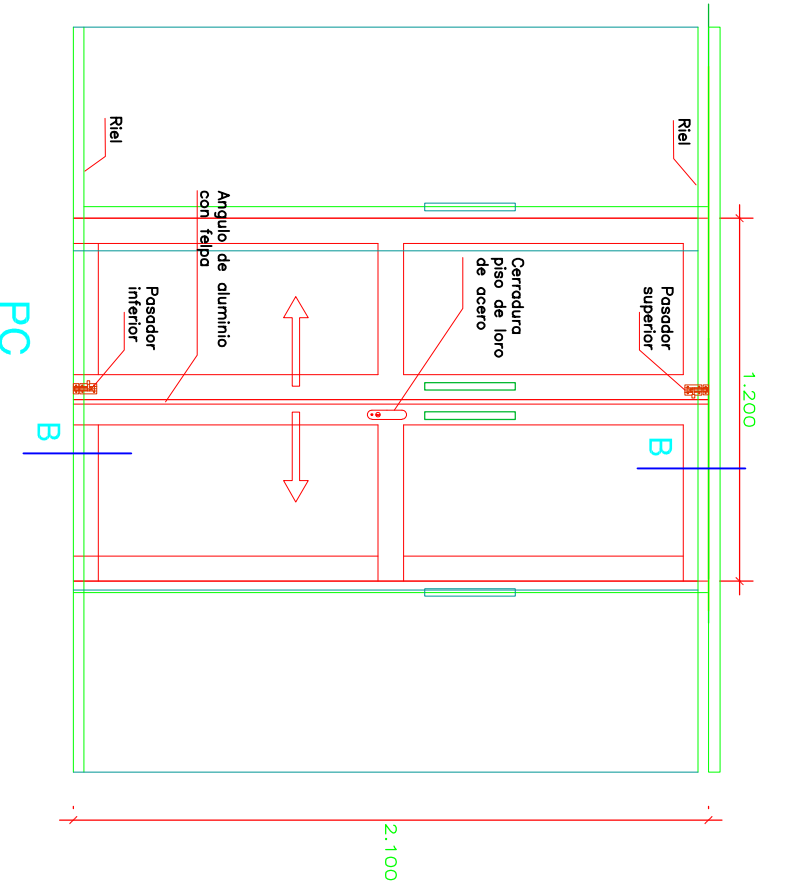 1.200
Riel
Pasador
superior
B
Cerradura
piso de loro
de acero
2.100
Angulo de aluminio
con felpa
Pasador
inferior
Riel
B
PC